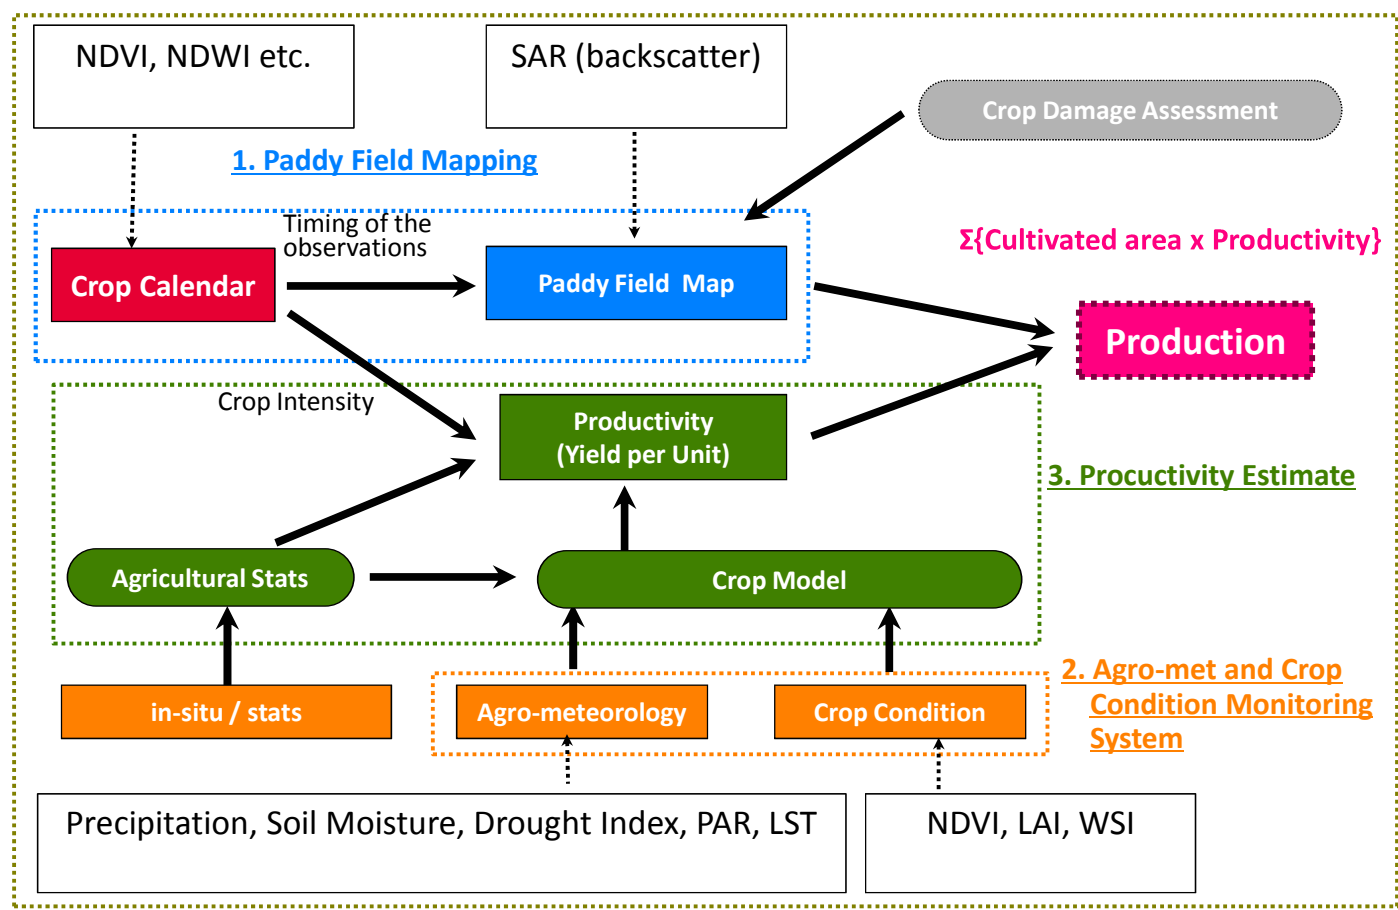 NDVI, NDWI etc.
SAR (backscatter)
Crop Damage Assessment
1. Paddy Field Mapping
Timing of the
observations
Σ{Cultivated area x Productivity}
Crop Calendar
Paddy Field Map
Production
Crop Intensity
Productivity
(Yield per Unit)
3. Procuctivity Estimate
Agricultural Stats
Crop Model
2. Agro-met and Crop
Condition Monitoring
System
in-situ / stats
Agro-meteorology
Crop Condition
Precipitation, Soil Moisture, Drought Index, PAR, LST
NDVI, LAI, WSI